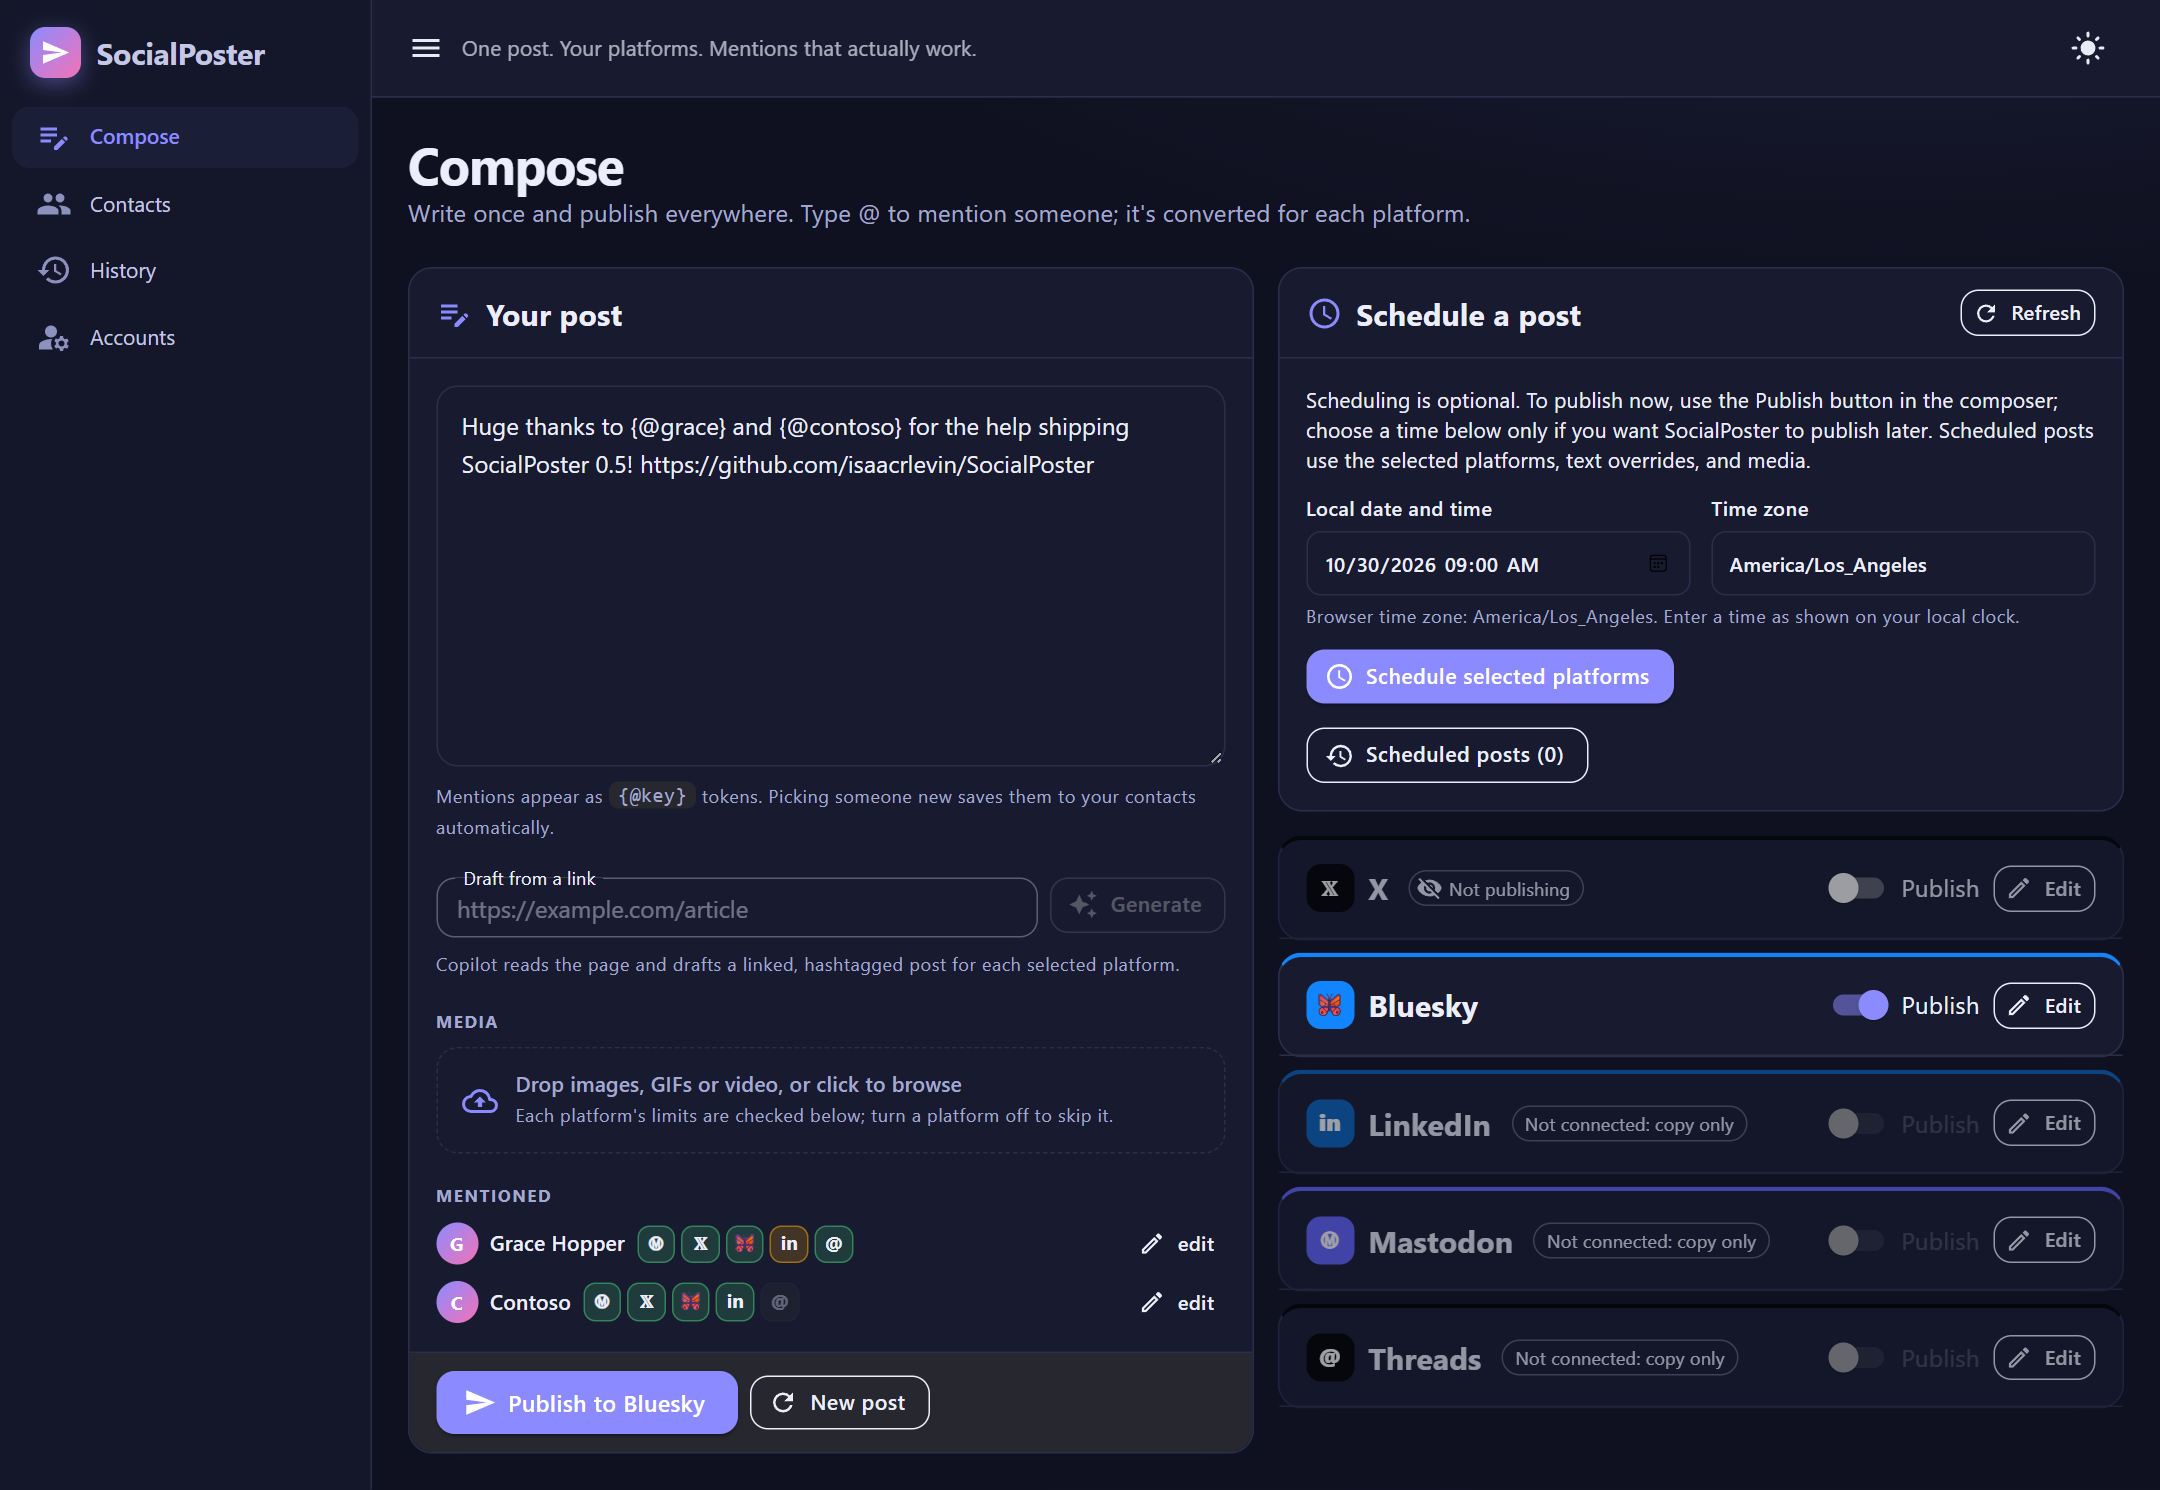 SocialPoster
Compose
Contacts
History
Accounts
One post. Your platforms. Mentions that actually work.
Compose
Write once and publish everywhere. Type @ to mention someone; it's converted for each platform.
Your post
Huge thanks to {@grace} and {@contoso} for the help shipping
SocialPoster 0.5! https://github.com/isaacrlevin/SocialPoster
Mentions appear as {@key} tokens. Picking someone new saves them to your contacts
automatically.
Draft from a link
https://example.com/article
Generate
Copilot reads the page and drafts a linked, hashtagged post for each selected platform.
MEDIA
Drop images, GIFs or video, or click to browse
Each platform's limits are checked below; turn a platform off to skip it.
MENTIONED
G Grace Hopper M X in @ edit
C Contoso M X in @ edit
Publish to Bluesky
New post
Schedule a post
Refresh
Scheduling is optional. To publish now, use the Publish button in the composer;
choose a time below only if you want SocialPoster to publish later. Scheduled posts
use the selected platforms, text overrides, and media.
Local date and time
Time zone
10/30/2026 09:00 AM
America/Los_Angeles
Browser time zone: America/Los_Angeles. Enter a time as shown on your local clock.
Schedule selected platforms
Scheduled posts (0)
X X Not publishing Publish Edit
Bluesky Publish Edit
in LinkedIn Not connected: copy only Publish Edit
M Mastodon Not connected: copy only Publish Edit
@ Threads Not connected: copy only Publish Edit